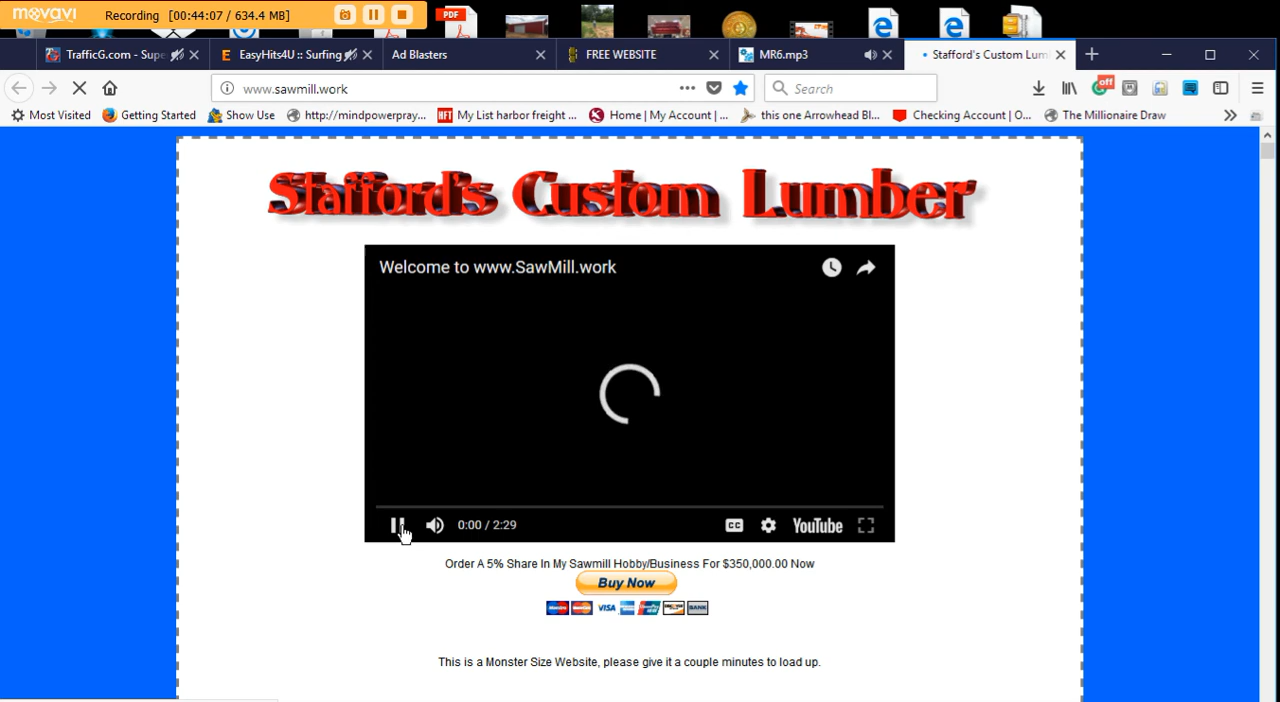 movavi Recording [00:44:07 / 634.4 MB]
PDF
TrafficG.com - Supe
EasyHits4U :: Surfing
Ad Blasters
FREE WEBSITE
MR6.mp3
Stafford's Custom Lum
www.sawmill.work
Search
off
Most Visited
Getting Started
Show Use
http://mindpowerpray...
HFT My List harbor freight ...
Home | My Account | ...
this one Arrowhead Bl...
Checking Account | O...
The Millionaire Draw
Stafford's Custom Lumber
Welcome to www.SawMill.work
0:00 / 2:29
CC
YouTube
Order A 5% Share In My Sawmill Hobby/Business For $350,000.00 Now
Buy Now
VISA
BANK
This is a Monster Size Website, please give it a couple minutes to load up.